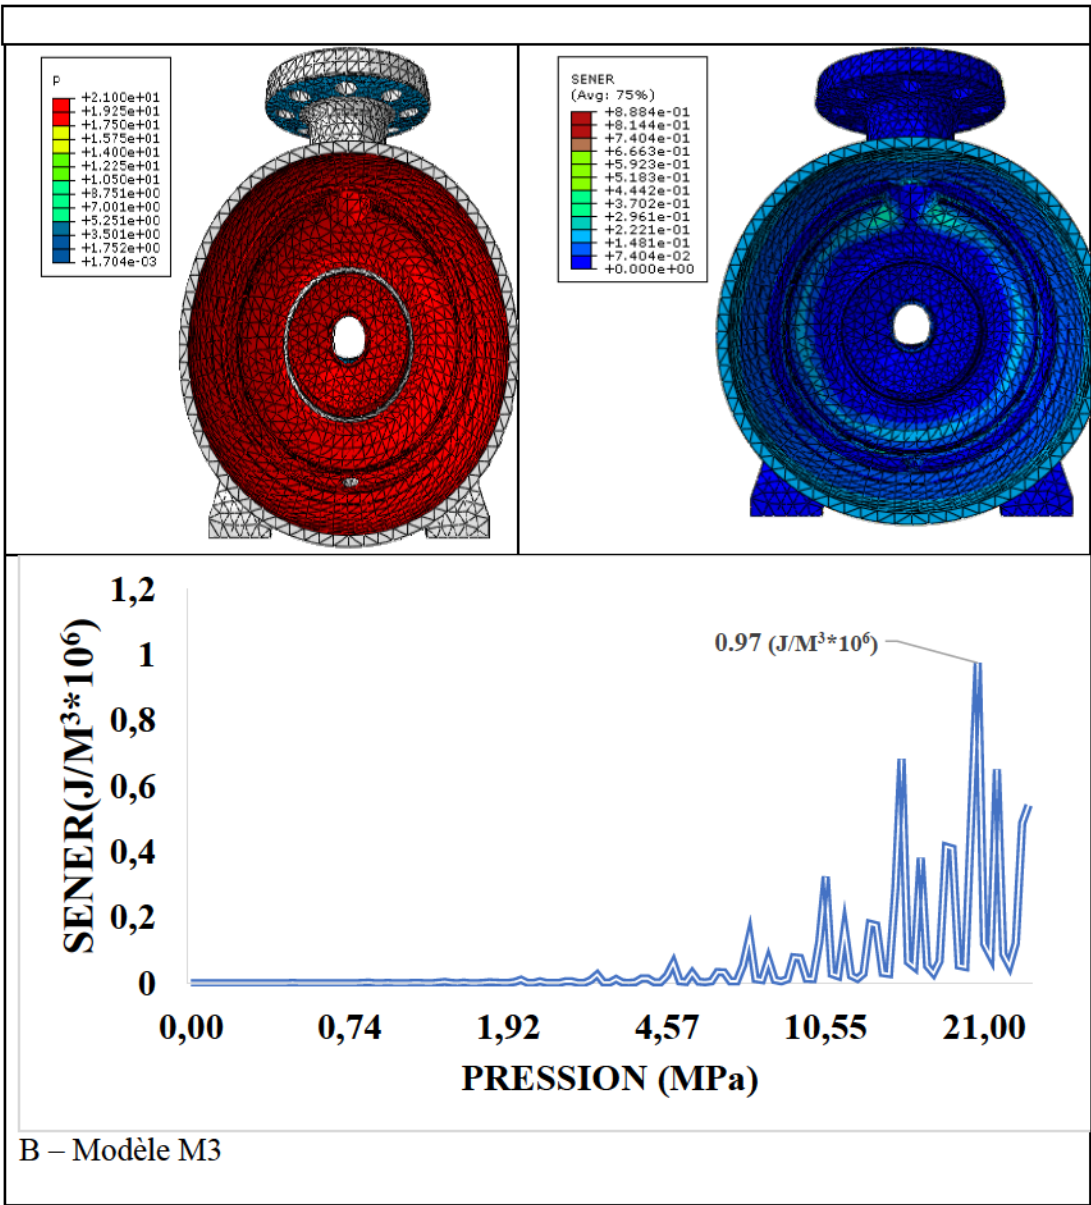 P
+2.100e+01
+1.925e+01
+1.750e+01
+1.575e+01
+1.400e+01
+1.225e+01
+1.050e+01
+8.751e+00
+7.001e+00
+5.251e+00
+3.501e+00
+1.752e+00
+1.704e-03
SENER
(Avg: 75%)
+8.884e-01
+8.144e-01
+7.404e-01
+6.663e-01
+5.923e-01
+5.183e-01
+4.442e-01
+3.702e-01
+2.961e-01
+2.221e-01
+1.481e-01
+7.404e-02
+0.000e+00
SENER(J/M³*10⁶)
1,2
1
0,8
0,6
0,4
0,2
0
0.97 (J/M³*10⁶)
0,00 0,74 1,92 4,57 10,55 21,00
PRESSION (MPa)
B – Modèle M3